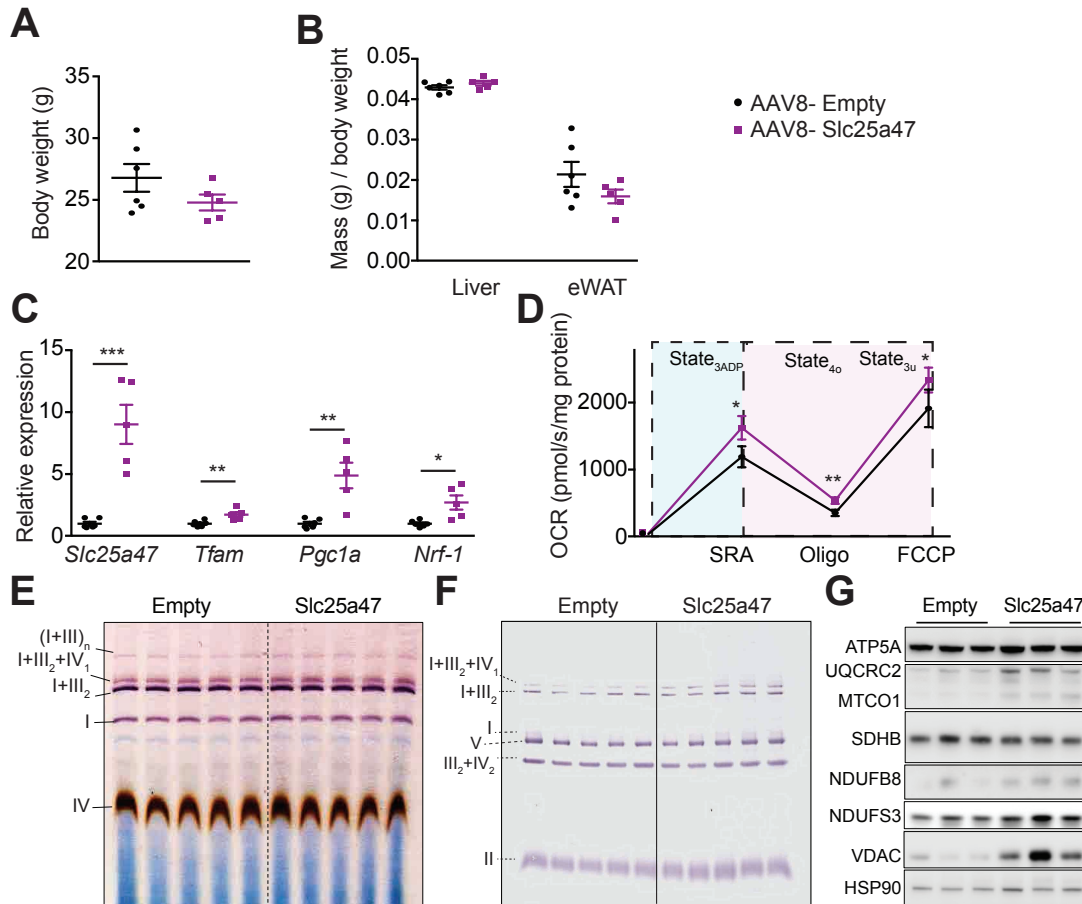 A
Body weight (g)
35
30
25
20
B
Mass (g) / body weight
0.05
0.04
0.03
0.02
0.01
0.00
Liver eWAT
AAV8- Empty
AAV8- Slc25a47
C
Relative expression
15
10
5
0
*** ** ** *
Slc25a47 Tfam Pgc1a Nrf-1
D
OCR (pmol/s/mg protein)
2000
1000
0
State3ADP State4o State3u
* ** *
SRA Oligo FCCP
E
Empty Slc25a47
(I+III)n
I+III2+IV1
I+III2
I
IV
F
Empty Slc25a47
I+III2+IV1
I+III2
I
V
III2+IV2
II
G
Empty Slc25a47
ATP5A
UQCRC2
MTCO1
SDHB
NDUFB8
NDUFS3
VDAC
HSP90